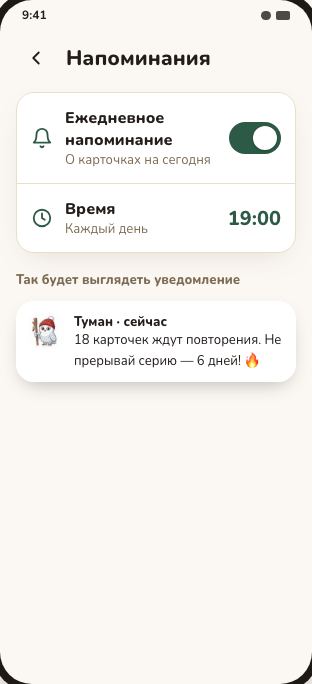 9:41
Напоминания
Ежедневное
напоминание
О карточках на сегодня
Время
Каждый день
19:00
Так будет выглядеть уведомление
Туман · сейчас
18 карточек ждут повторения. Не
прерывай серию — 6 дней! 🔥